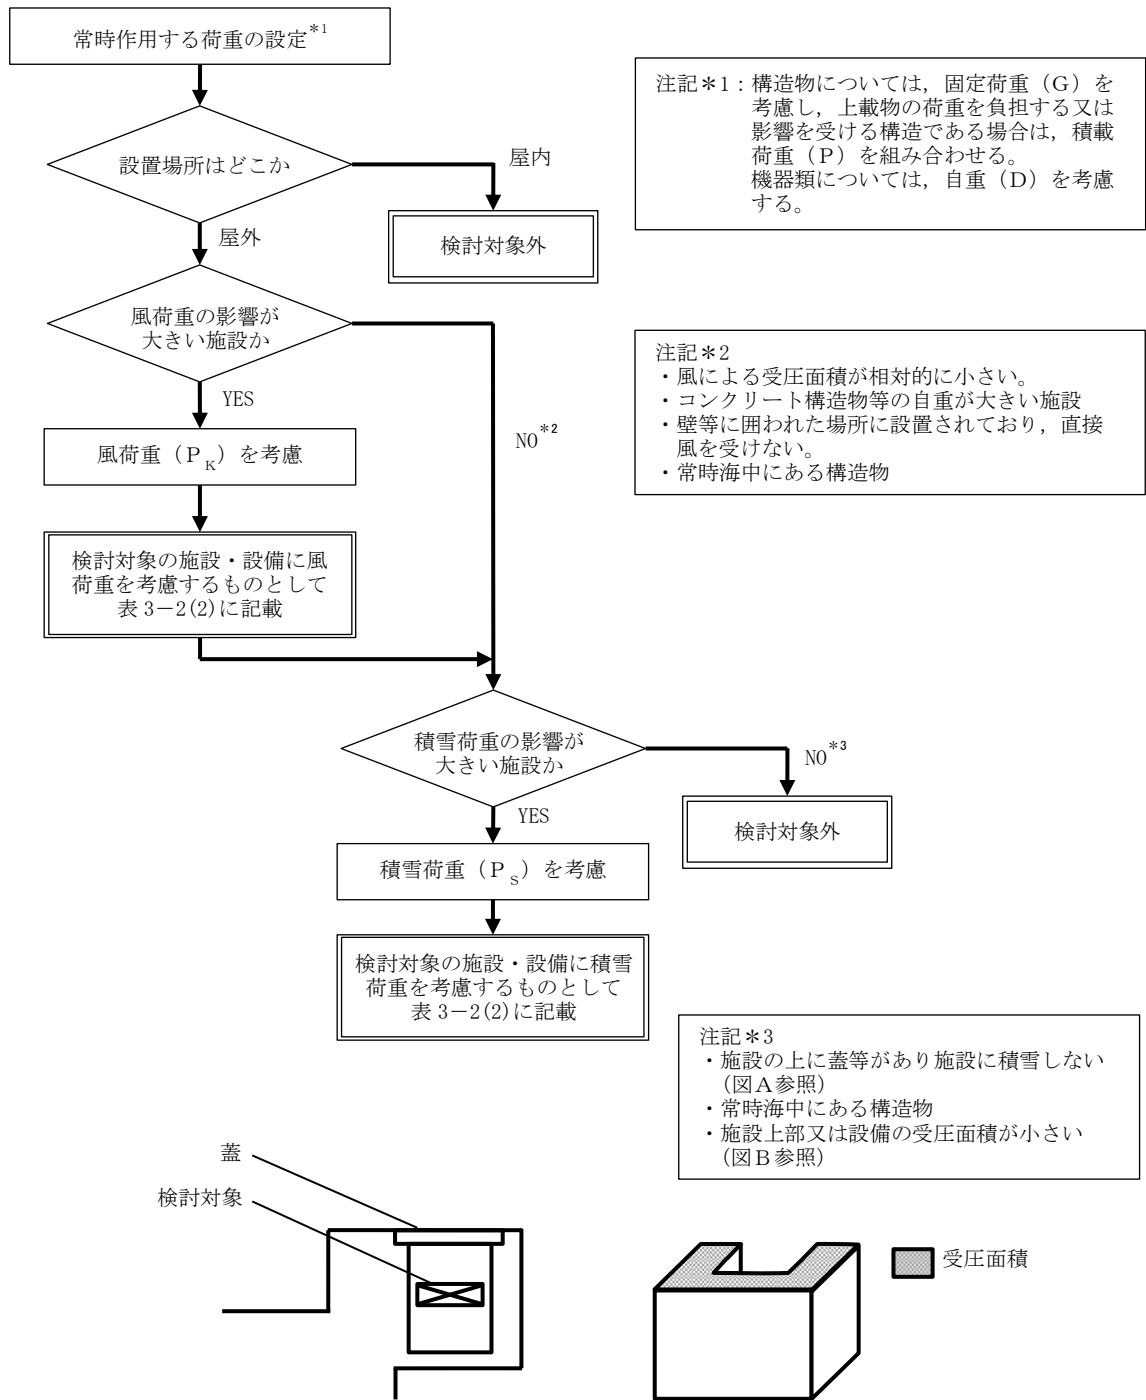 常時作用する荷重の設定＊1
設置場所はどこか
屋内
検討対象外
屋外
風荷重の影響が
大きい施設か
YES
NO＊2
風荷重（ＰK）を考慮
検討対象の施設・設備に風
荷重を考慮するものとして
表 3－2(2)に記載
積雪荷重の影響が
大きい施設か
NO＊3
検討対象外
YES
積雪荷重（ＰS）を考慮
検討対象の施設・設備に積雪
荷重を考慮するものとして
表 3－2(2)に記載
注記＊1：構造物については，固定荷重（Ｇ）を
考慮し，上載物の荷重を負担する又は
影響を受ける構造である場合は，積載
荷重（Ｐ）を組み合わせる。
機器類については，自重（Ｄ）を考慮
する。
注記＊2
・風による受圧面積が相対的に小さい。
・コンクリート構造物等の自重が大きい施設
・壁等に囲われた場所に設置されており，直接
風を受けない。
・常時海中にある構造物
注記＊3
・施設の上に蓋等があり施設に積雪しない
（図Ａ参照）
・常時海中にある構造物
・施設上部又は設備の受圧面積が小さい
（図Ｂ参照）
蓋
検討対象
受圧面積